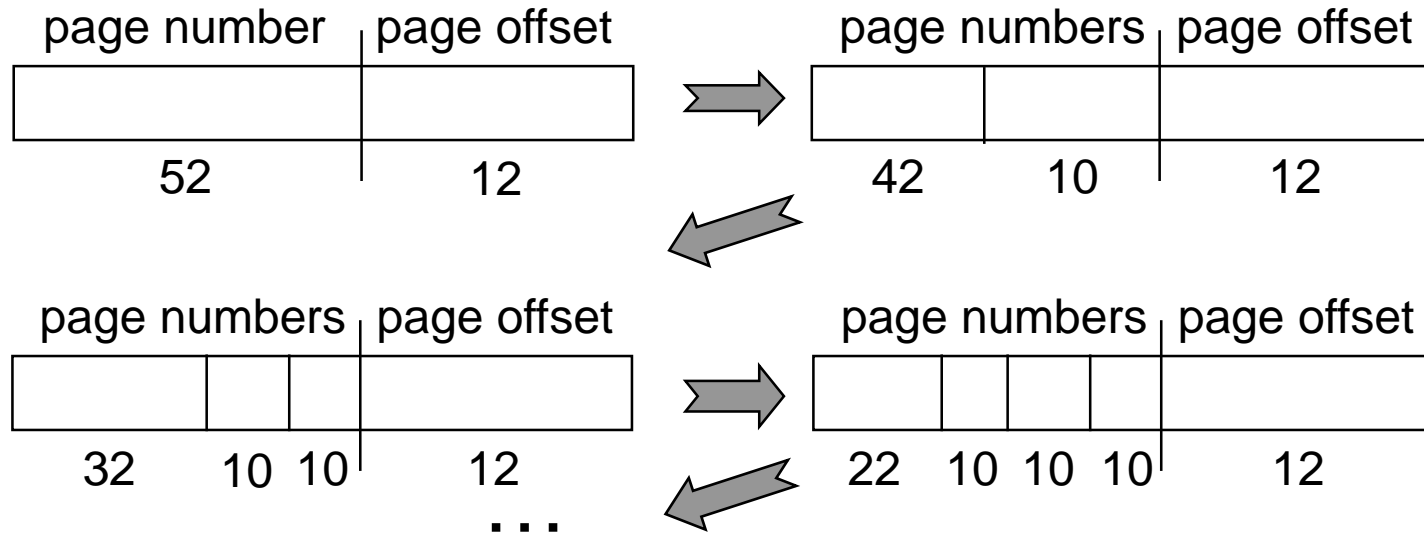 page number page offset page numbers page offset
52 12 42 10 12
page numbers page offset page numbers page offset
32 10 10 12 22 10 10 10 12
...